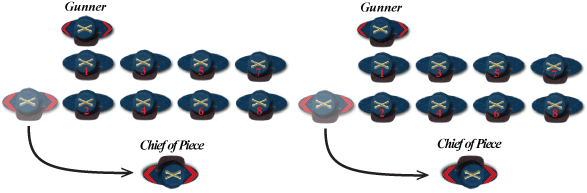 Gunner Gunner
1 3 5 7 1 3 5 7
2 4 6 8 2 4 6 8
Chief of Piece Chief of Piece